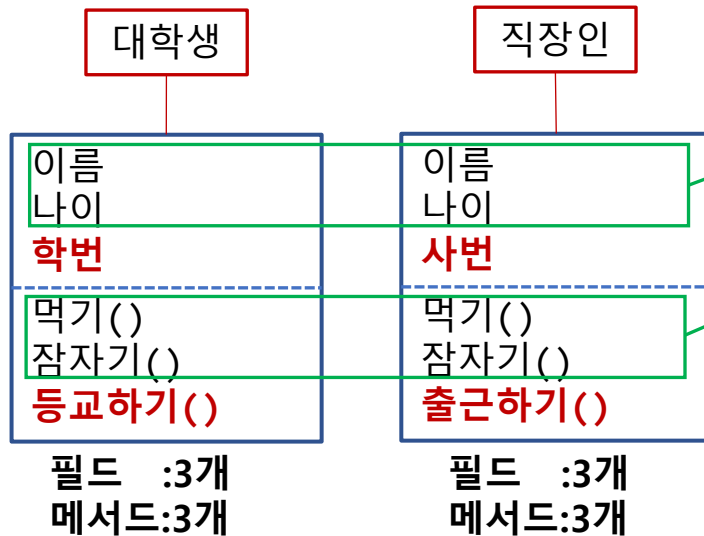 대학생
이름
나이
학번
먹기()
잠자기()
등교하기()
필드 :3개
메서드:3개
직장인
이름
나이
사번
먹기()
잠자기()
출근하기()
필드 :3개
메서드:3개